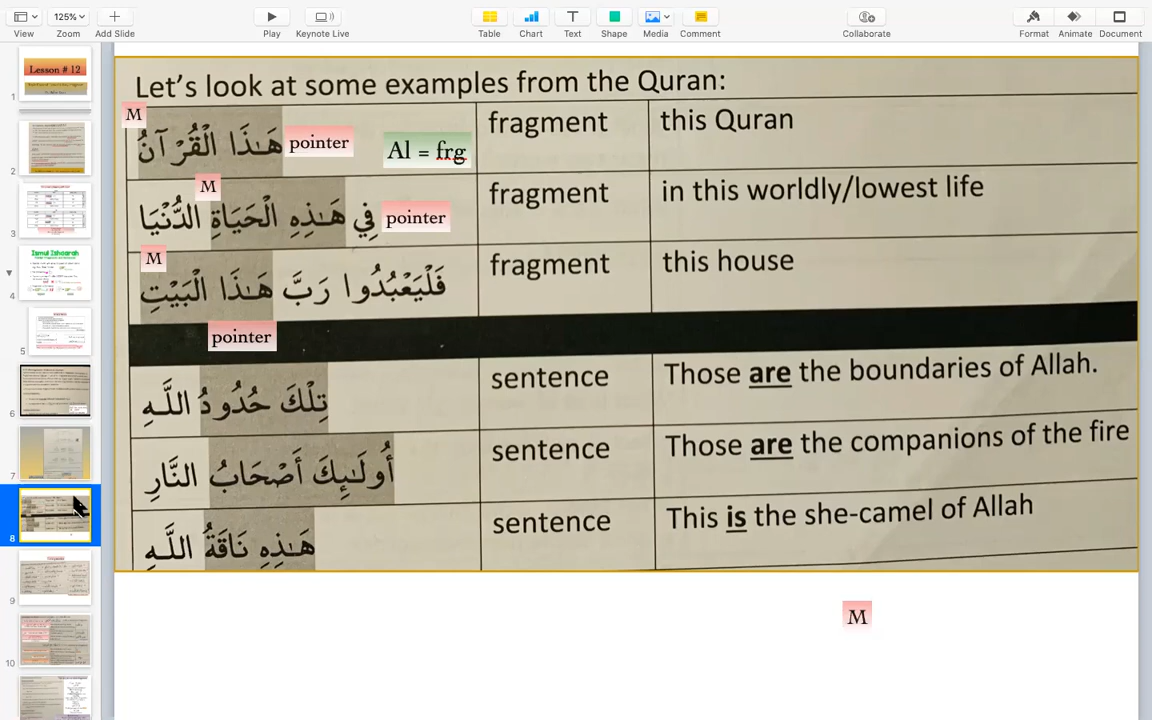 125%
View
Zoom
Add Slide
Play
Keynote Live
Table
Chart
Text
Shape
Media
Comment
Collaborate
Format
Animate
Document
Lesson # 12
1
2
3
Ismul Ishaarah
4
5
6
7
8
9
10
Let's look at some examples from the Quran:
M
هَـٰذَا الْقُرْآنُ
pointer
Al = frg
fragment
this Quran
M
فِي هَـٰذِهِ الْحَيَاةِ الدُّنْيَا
pointer
fragment
in this worldly/lowest life
M
فَلْيَعْبُدُوا رَبَّ هَـٰذَا الْبَيْتِ
fragment
this house
pointer
تِلْكَ حُدُودُ اللَّـهِ
sentence
Those are the boundaries of Allah.
أُولَـٰئِكَ أَصْحَابُ النَّارِ
sentence
Those are the companions of the fire
هَـٰذِهِ نَاقَةُ اللَّـهِ
sentence
This is the she-camel of Allah
M